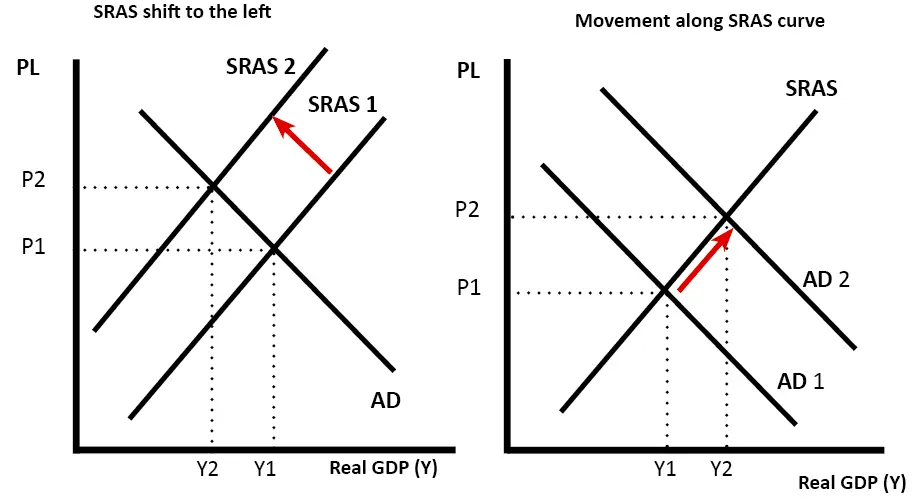 SRAS shift to the left
PL
SRAS 2
SRAS 1
P2
P1
AD
Y2
Y1
Real GDP (Y)
Movement along SRAS curve
PL
SRAS
P2
P1
AD 2
AD 1
Y1
Y2
Real GDP (Y)